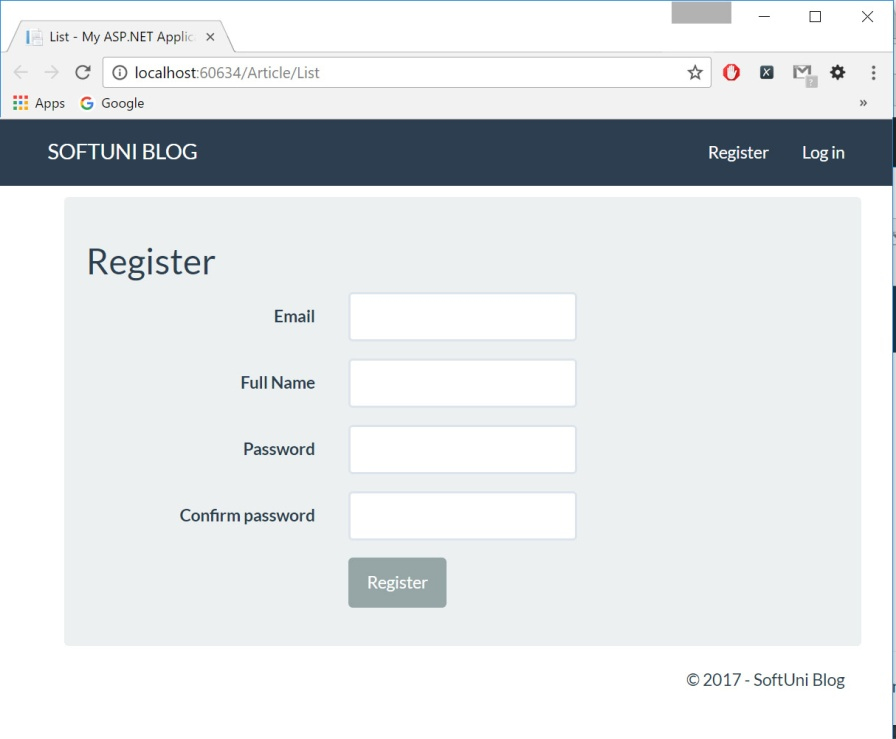 List - My ASP.NET Applic
localhost:60634/Article/List
Apps Google »
SOFTUNI BLOG Register Log in
Register
Email
Full Name
Password
Confirm password
Register
© 2017 - SoftUni Blog